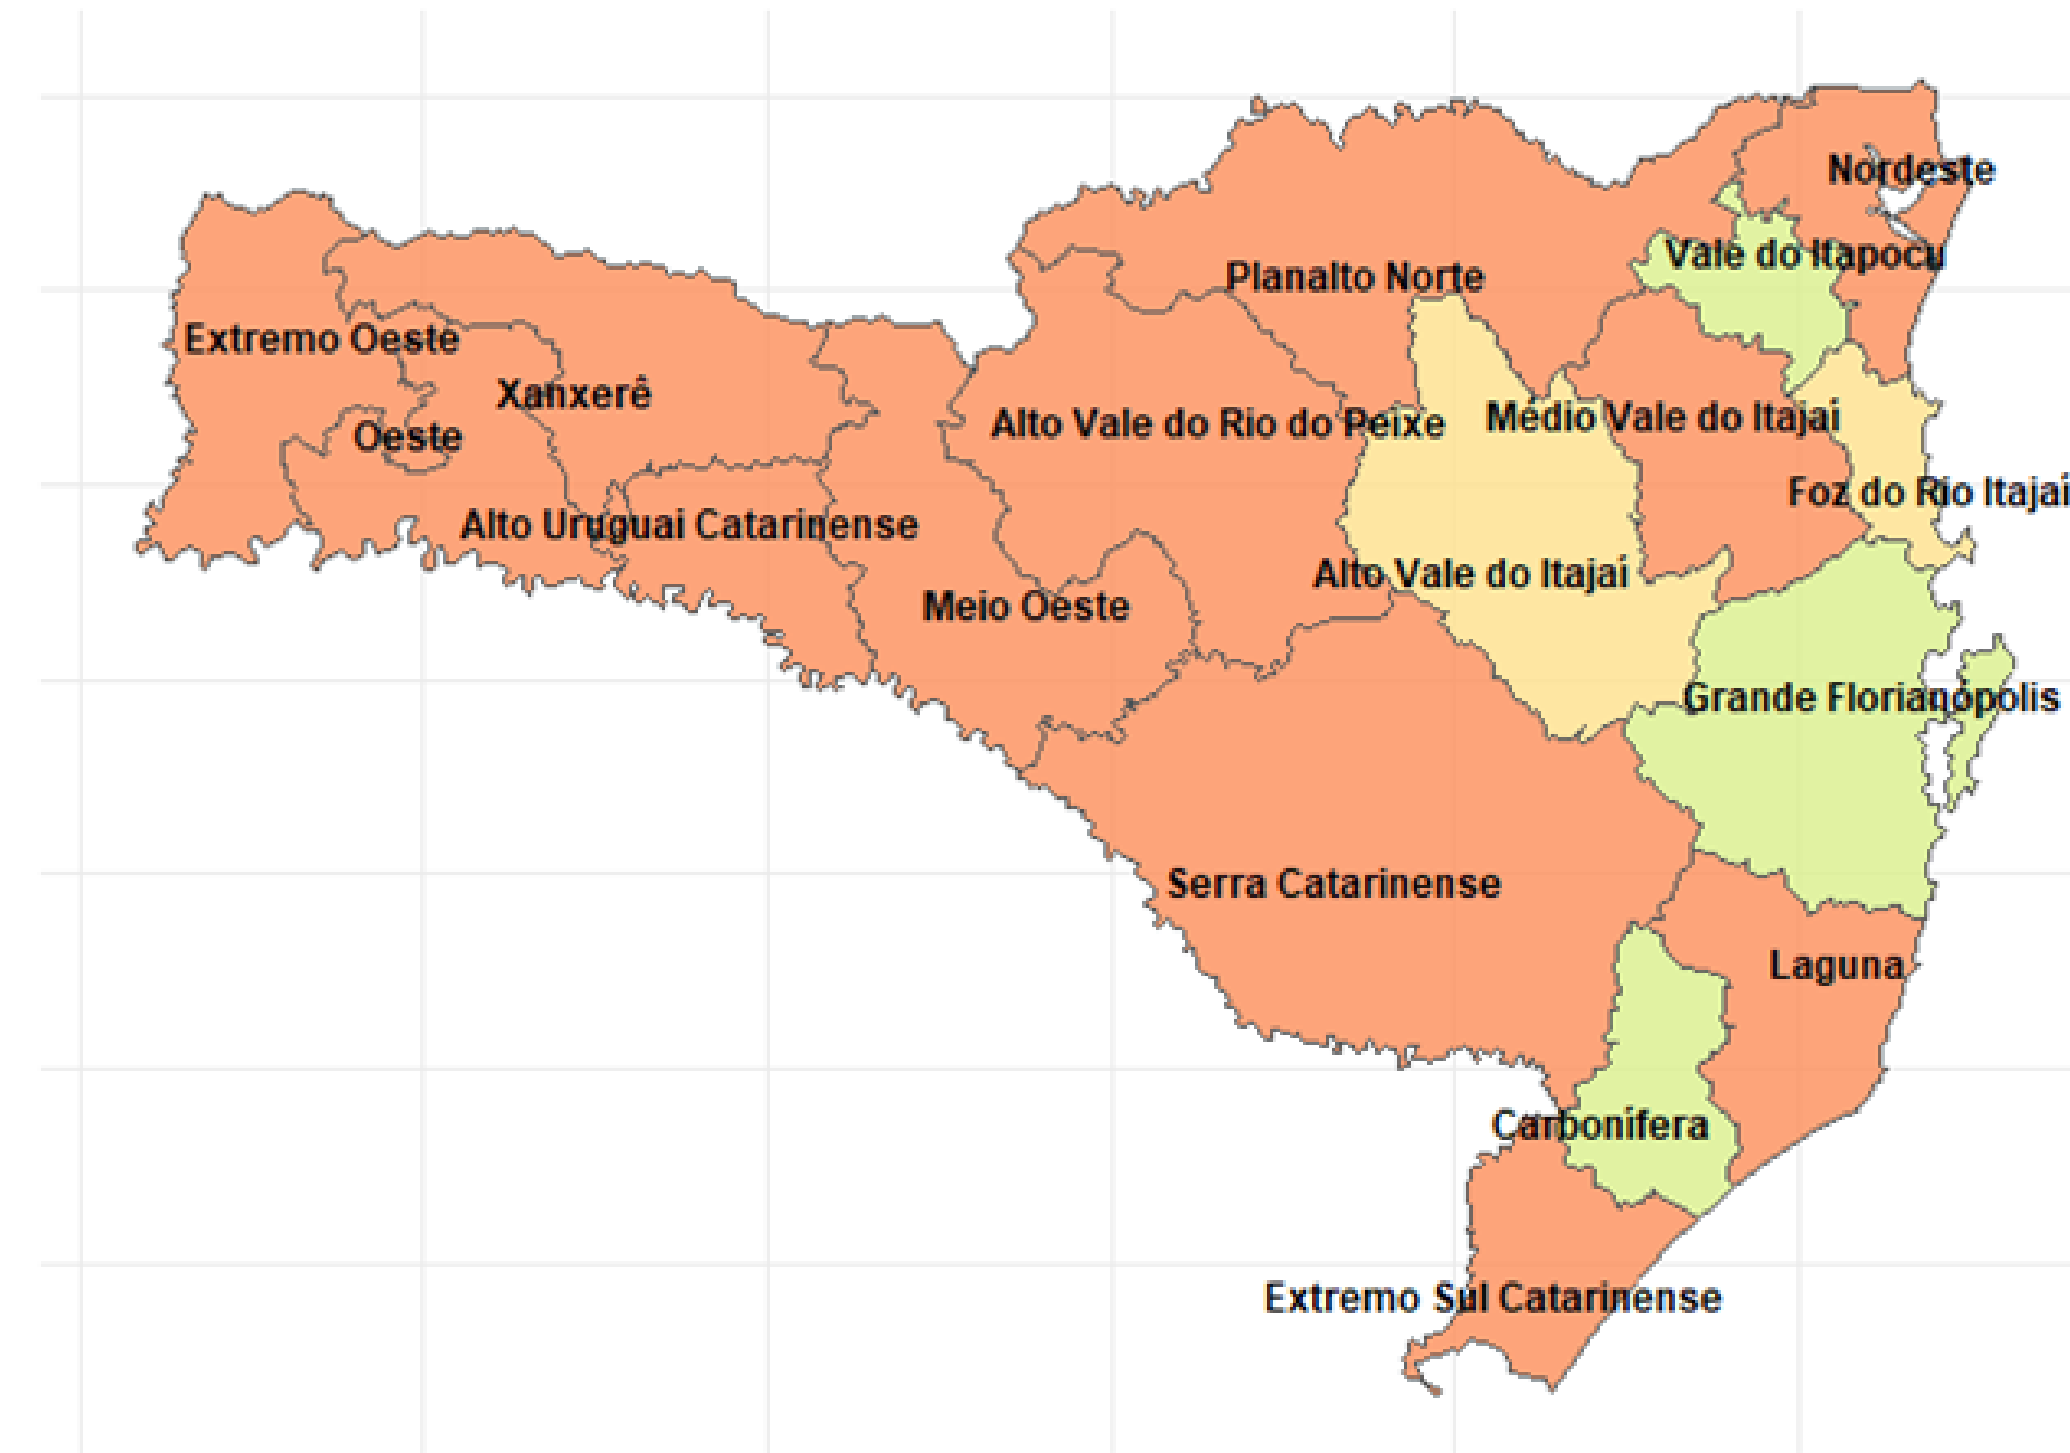 Nordeste
Vale do Itapocu
Planalto Norte
Extremo Oeste
Xanxerê
Alto Vale do Rio do Peixe
Médio Vale do Itajaí
Oeste
Foz do Rio Itajaí
Alto Uruguai Catarinense
Alto Vale do Itajaí
Meio Oeste
Grande Florianópolis
Serra Catarinense
Laguna
Carbonífera
Extremo Sul Catarinense